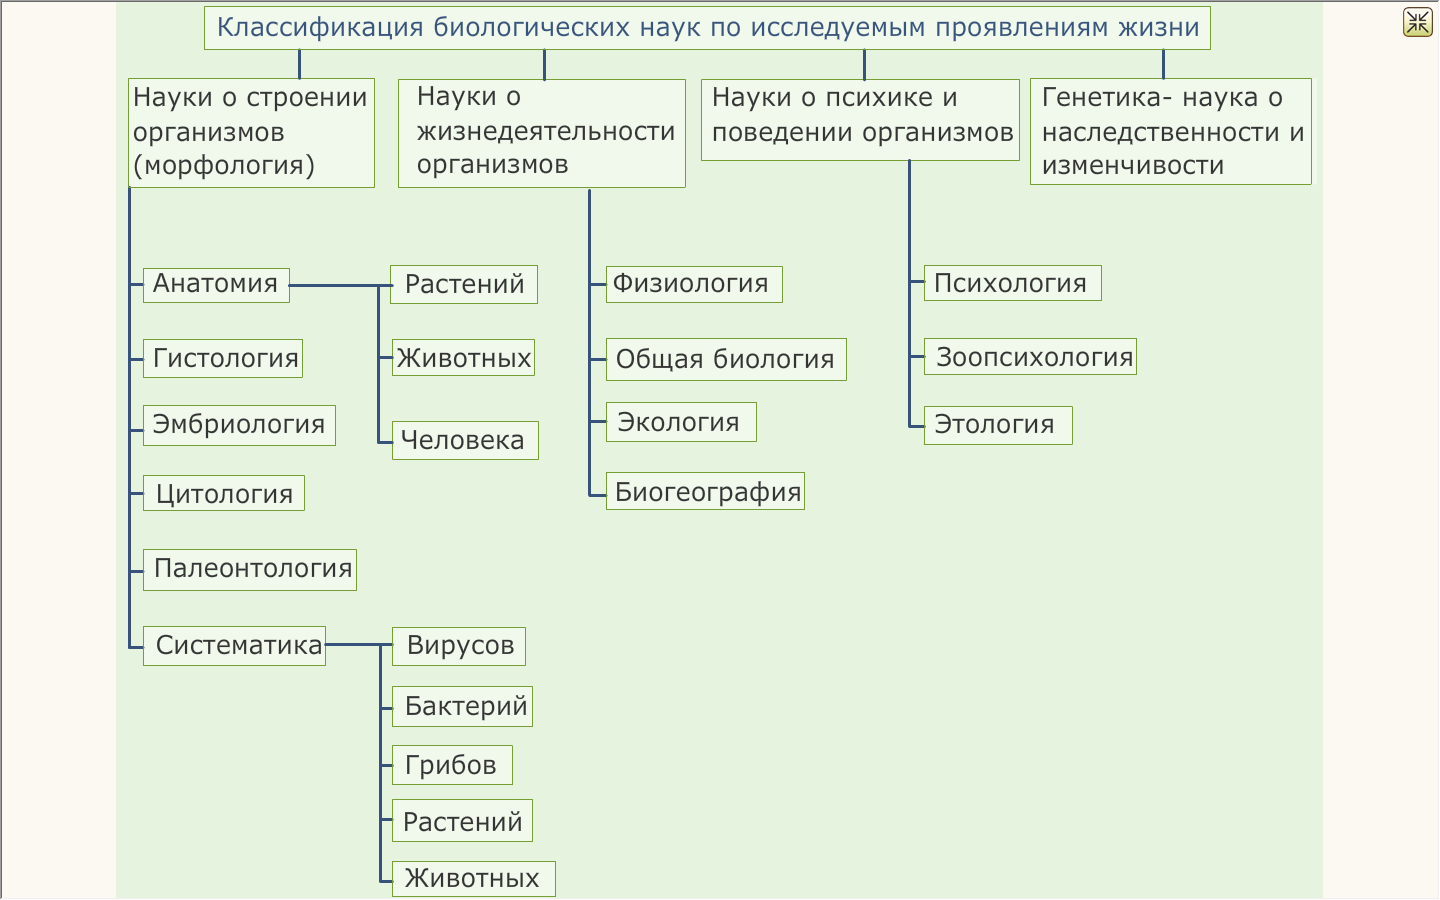 Классификация биологических наук по исследуемым проявлениям жизни
Науки о строении
организмов
(морфология)
Науки о
жизнедеятельности
организмов
Науки о психике и
поведении организмов
Генетика- наука о
наследственности и
изменчивости
Анатомия
Растений
Животных
Человека
Гистология
Эмбриология
Цитология
Палеонтология
Систематика
Вирусов
Бактерий
Грибов
Растений
Животных
Физиология
Общая биология
Экология
Биогеография
Психология
Зоопсихология
Этология